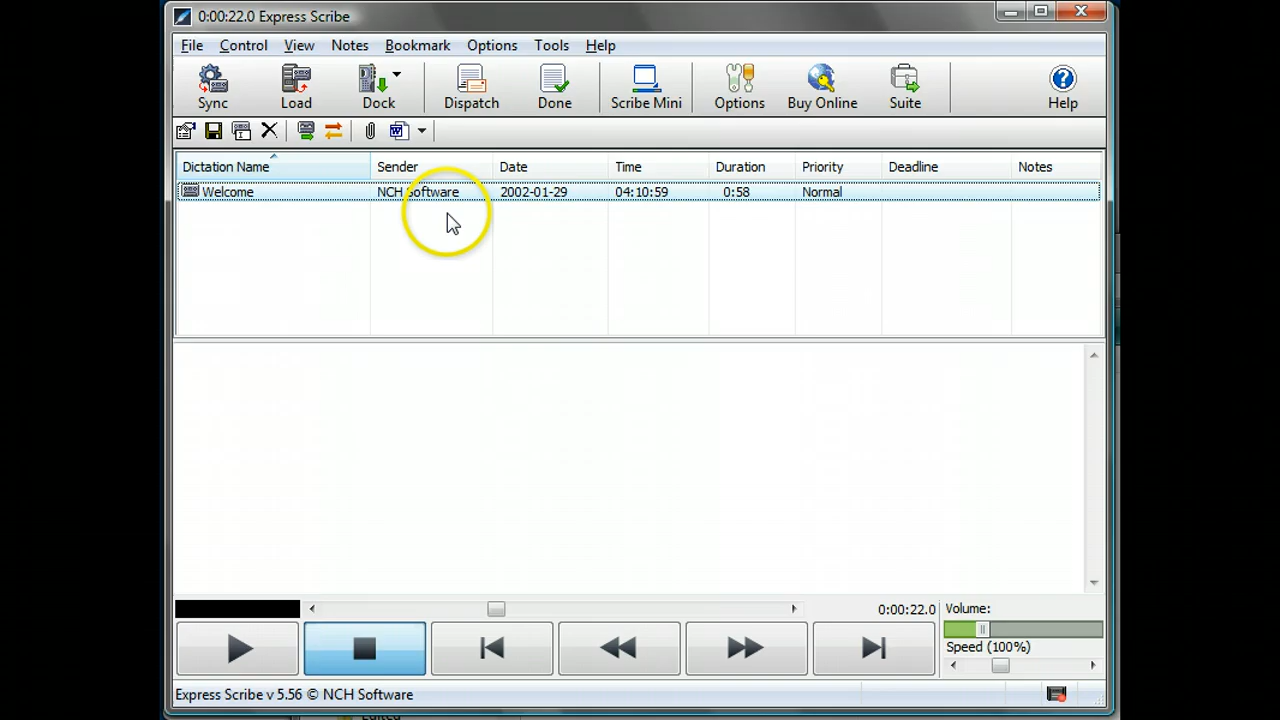 0:00:22.0 Express Scribe
File Control View Notes Bookmark Options Tools Help
Sync Load Dock Dispatch Done Scribe Mini Options Buy Online Suite Help
Dictation Name Sender Date Time Duration Priority Deadline Notes
Welcome NCH Software 2002-01-29 04:10:59 0:58 Normal
0:00:22.0 Volume:
Speed (100%)
Express Scribe v 5.56 © NCH Software